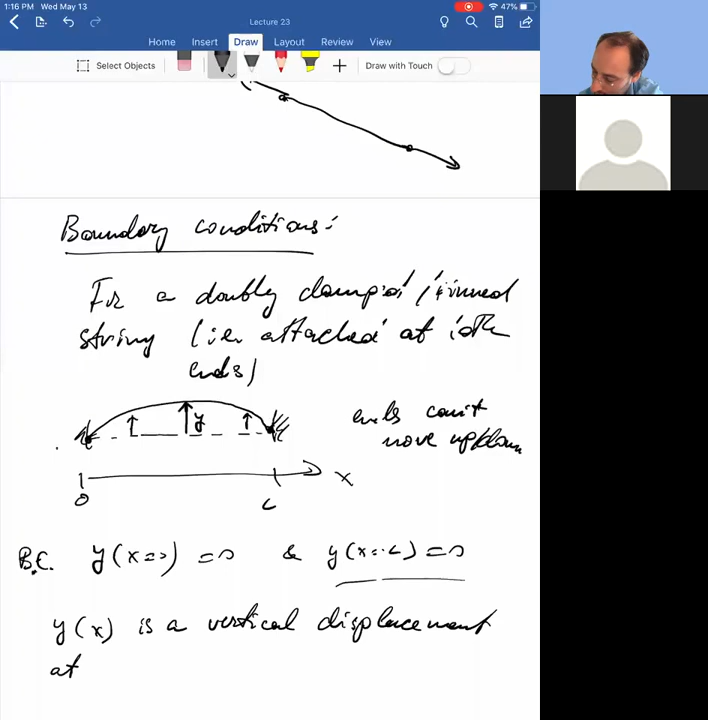 1:16 PM Wed May 13
47%
Lecture 23
Home Insert Draw Layout Review View
Select Objects
Draw with Touch
Boundary conditions:
For a doubly clamped / pinned
string (i.e. attached at both
ends)
y
ends can't
move up/down
x
0
L
B.C. y(x=0) = 0 & y(x=L) = 0
y(x) is a vertical displacement
at